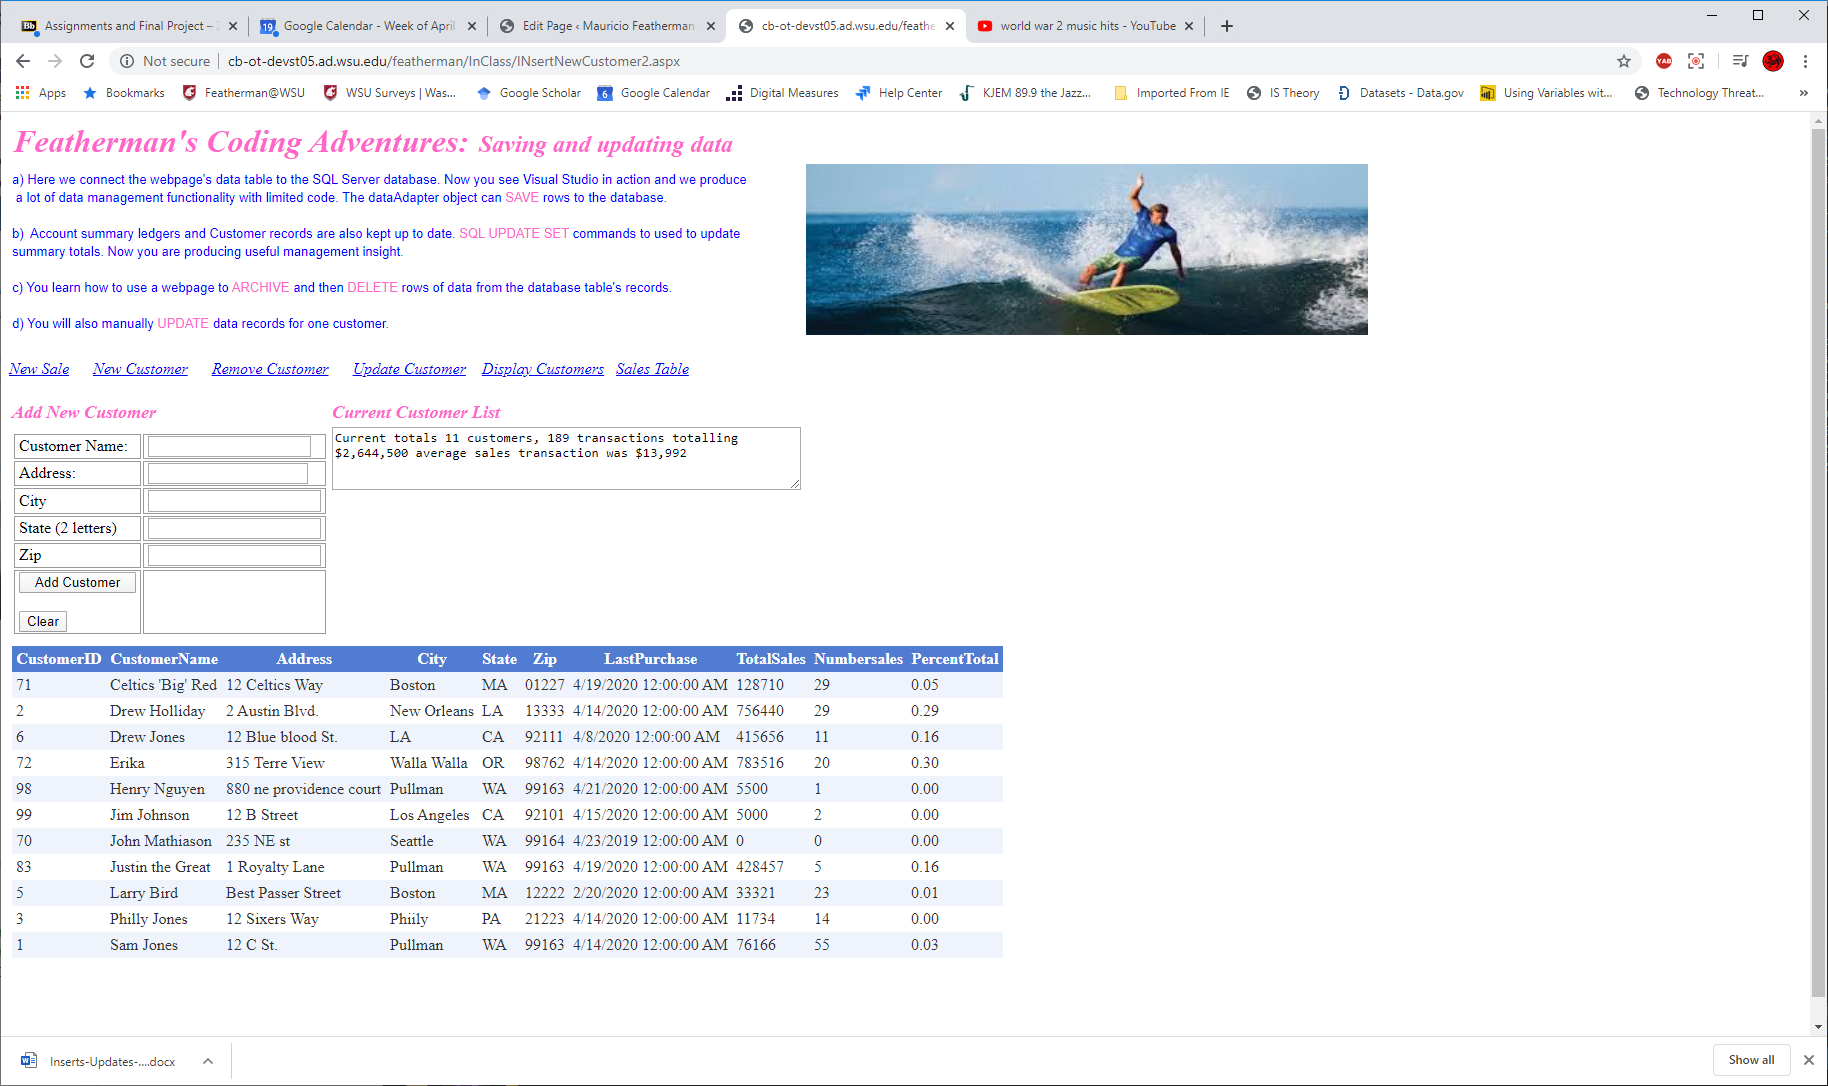 Assignments and Final Project – 
Google Calendar - Week of April
Edit Page ‹ Mauricio Featherman
cb-ot-devst05.ad.wsu.edu/feathe
world war 2 music hits - YouTube
Not secure | cb-ot-devst05.ad.wsu.edu/featherman/InClass/INsertNewCustomer2.aspx
Apps Bookmarks Featherman@WSU WSU Surveys | Was... Google Scholar Google Calendar Digital Measures Help Center KJEM 89.9 the Jazz... Imported From IE IS Theory Datasets - Data.gov Using Variables wit... Technology Threat... »
Featherman's Coding Adventures: Saving and updating data
a) Here we connect the webpage's data table to the SQL Server database. Now you see Visual Studio in action and we produce
a lot of data management functionality with limited code. The dataAdapter object can SAVE rows to the database.
b) Account summary ledgers and Customer records are also kept up to date. SQL UPDATE SET commands to used to update
summary totals. Now you are producing useful management insight.
c) You learn how to use a webpage to ARCHIVE and then DELETE rows of data from the database table's records.
d) You will also manually UPDATE data records for one customer.
New Sale New Customer Remove Customer Update Customer Display Customers Sales Table
Add New Customer
Customer Name:
Address:
City
State (2 letters)
Zip
Add Customer
Clear
Current Customer List
Current totals 11 customers, 189 transactions totalling
$2,644,500 average sales transaction was $13,992
CustomerID CustomerName Address City State Zip LastPurchase TotalSales Numbersales PercentTotal
71 Celtics 'Big' Red 12 Celtics Way Boston MA 01227 4/19/2020 12:00:00 AM 128710 29 0.05
2 Drew Holliday 2 Austin Blvd. New Orleans LA 13333 4/14/2020 12:00:00 AM 756440 29 0.29
6 Drew Jones 12 Blue blood St. LA CA 92111 4/8/2020 12:00:00 AM 415656 11 0.16
72 Erika 315 Terre View Walla Walla OR 98762 4/14/2020 12:00:00 AM 783516 20 0.30
98 Henry Nguyen 880 ne providence court Pullman WA 99163 4/21/2020 12:00:00 AM 5500 1 0.00
99 Jim Johnson 12 B Street Los Angeles CA 92101 4/15/2020 12:00:00 AM 5000 2 0.00
70 John Mathiason 235 NE st Seattle WA 99164 4/23/2019 12:00:00 AM 0 0 0.00
83 Justin the Great 1 Royalty Lane Pullman WA 99163 4/19/2020 12:00:00 AM 428457 5 0.16
5 Larry Bird Best Passer Street Boston MA 12222 2/20/2020 12:00:00 AM 33321 23 0.01
3 Philly Jones 12 Sixers Way Phiily PA 21223 4/14/2020 12:00:00 AM 11734 14 0.00
1 Sam Jones 12 C St. Pullman WA 99163 4/14/2020 12:00:00 AM 76166 55 0.03
Inserts-Updates-....docx
Show all